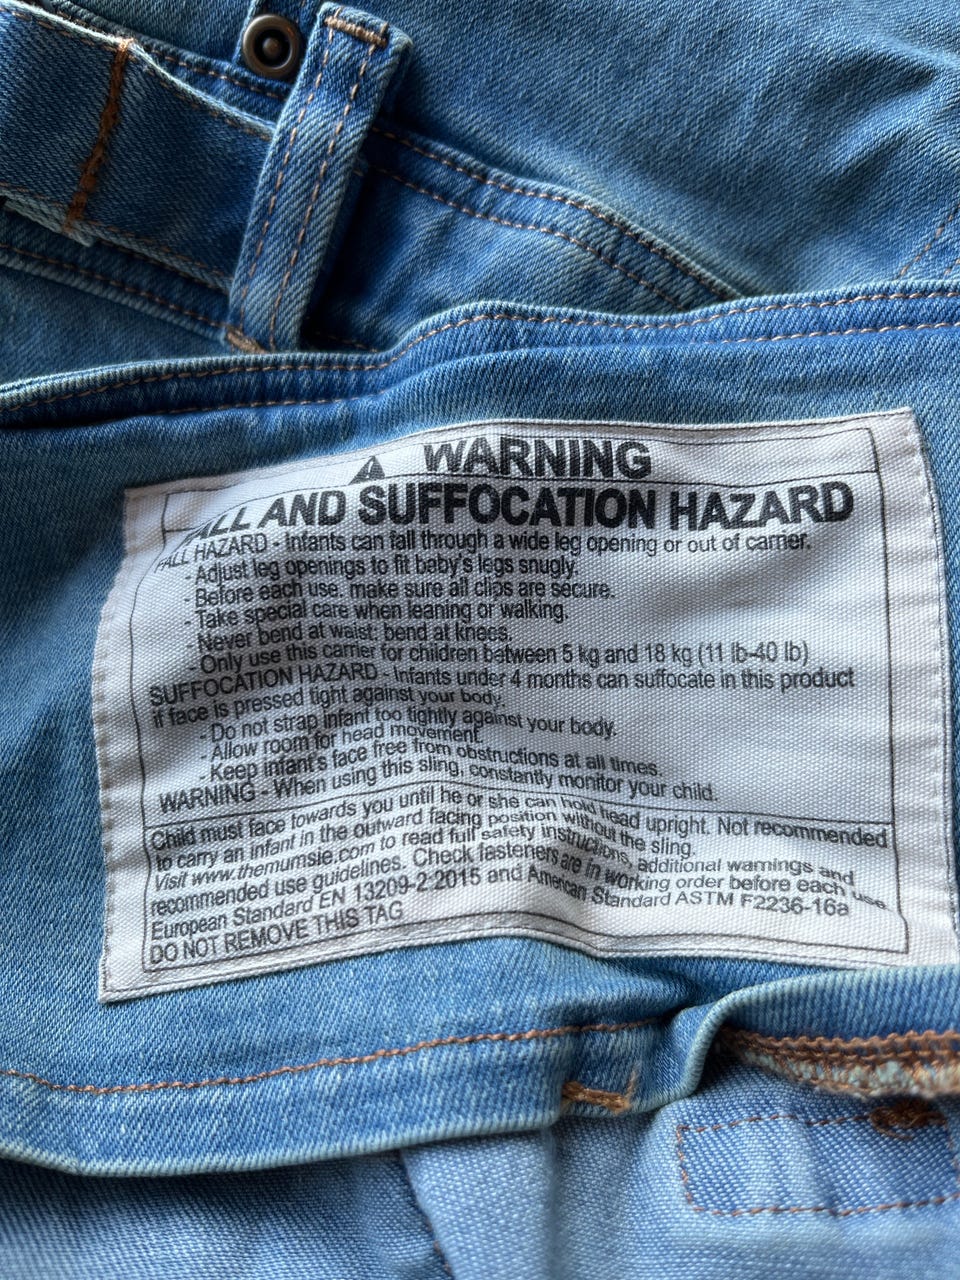 WARNING
FALL AND SUFFOCATION HAZARD
FALL HAZARD - Infants can fall through a wide leg opening or out of carrier.
- Adjust leg openings to fit baby's legs snugly.
- Before each use, make sure all clips are secure.
- Take special care when leaning or walking.
- Never bend at waist; bend at knees.
- Only use this carrier for children between 5 kg and 18 kg (11 lb-40 lb)
SUFFOCATION HAZARD - Infants under 4 months can suffocate in this product
if face is pressed tight against your body.
- Do not strap infant too tightly against your body.
- Allow room for head movement.
- Keep infant's face free from obstructions at all times.
WARNING - When using this sling, constantly monitor your child.
Child must face towards you until he or she can hold head upright. Not recommended
to carry an infant in the outward facing position without the sling.
Visit www.themumsie.com to read full safety instructions, additional warnings and
recommended use guidelines. Check fasteners are in working order before each use.
European Standard EN 13209-2:2015 and American Standard ASTM F2236-16a
DO NOT REMOVE THIS TAG